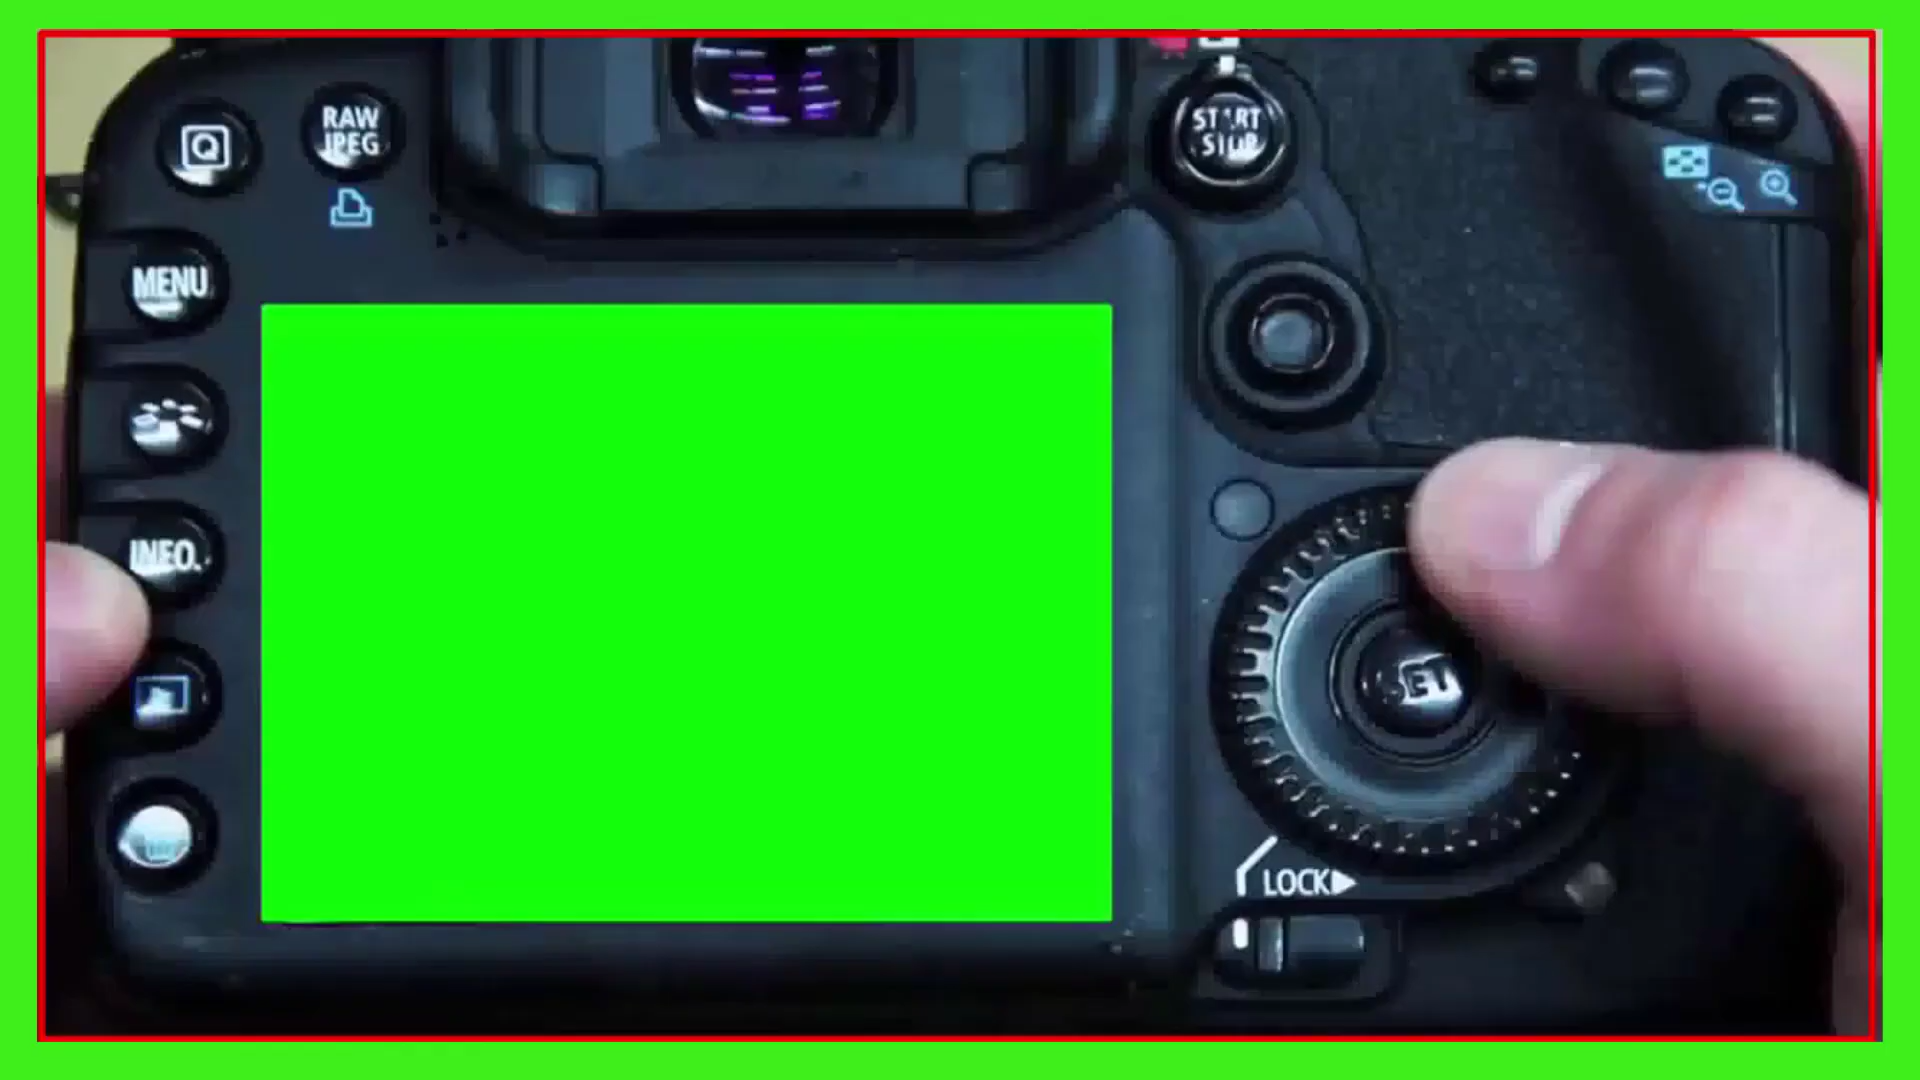 Q
RAW
JPEG
START
STOP
MENU
INFO.
SET
LOCK